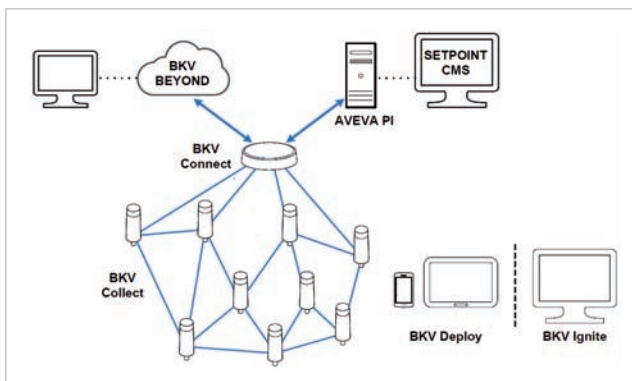 BKV
BEYOND
SETPOINT
CMS
AVEVA PI
BKV
Connect
BKV
Collect
BKV Deploy
BKV Ignite